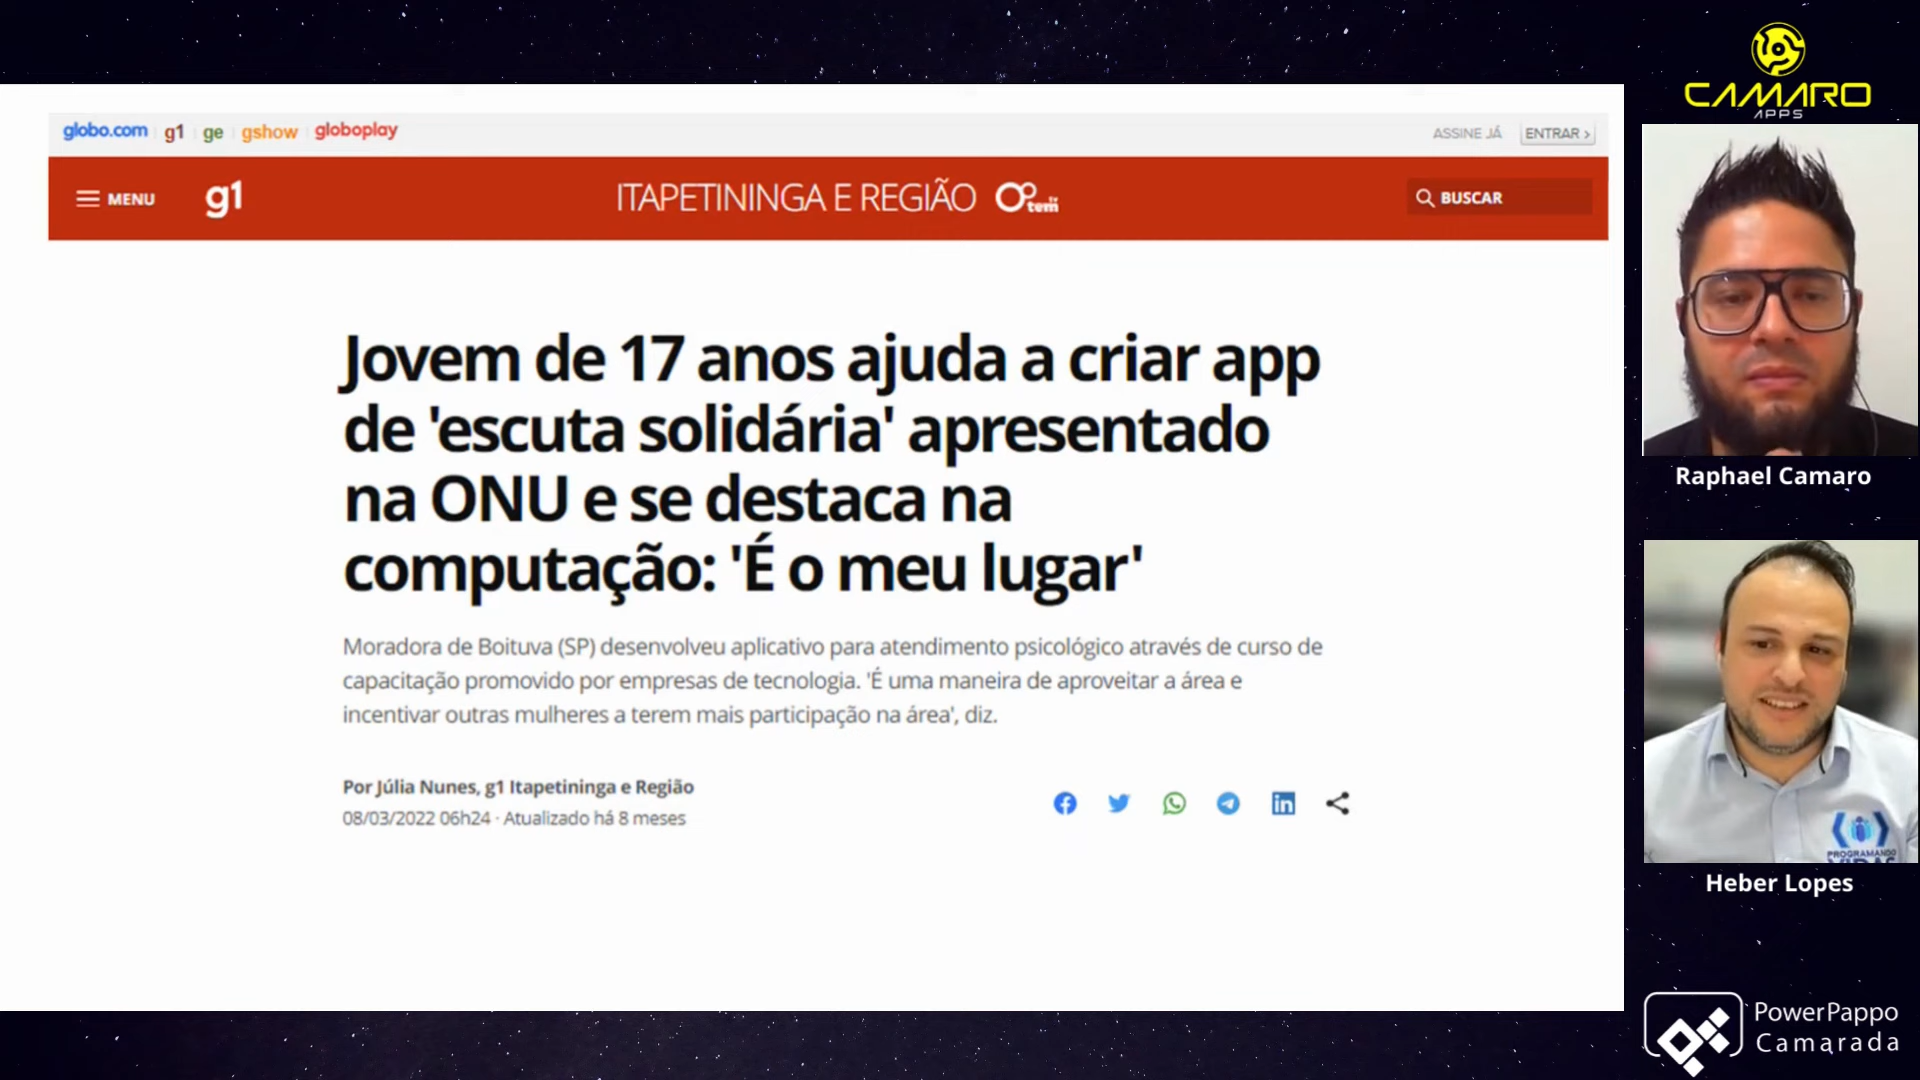 CAMARO
APPS
globo.com g1 ge gshow globoplay
ASSINE JÁ ENTRAR >
MENU g1 ITAPETININGA E REGIÃO tem BUSCAR
Jovem de 17 anos ajuda a criar app
de 'escuta solidária' apresentado
na ONU e se destaca na
computação: 'É o meu lugar'
Moradora de Boituva (SP) desenvolveu aplicativo para atendimento psicológico através de curso de
capacitação promovido por empresas de tecnologia. 'É uma maneira de aproveitar a área e
incentivar outras mulheres a terem mais participação na área', diz.
Por Júlia Nunes, g1 Itapetininga e Região
08/03/2022 06h24 · Atualizado há 8 meses
Raphael Camaro
PROGRAMANDO
VIDAS
Heber Lopes
PowerPappo
Camarada